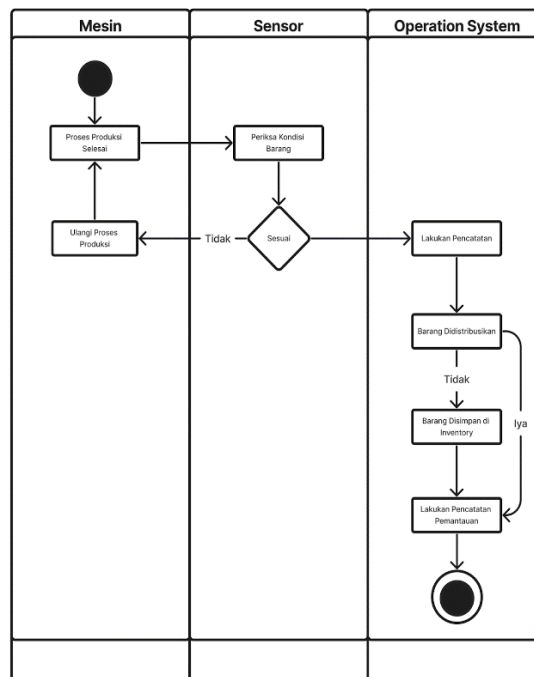 Mesin
Sensor
Operation System
Proses Produksi
Selesai
Periksa Kondisi
Barang
Ulangi Proses
Produksi
Tidak
Sesuai
Lakukan Pencatatan
Barang Didistribusikan
Tidak
Iya
Barang Disimpan di
Inventory
Lakukan Pencatatan
Pemantauan